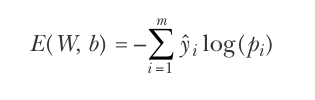 E(W, b) = −∑_{i=1}^{m} ŷ_i log(p_i)